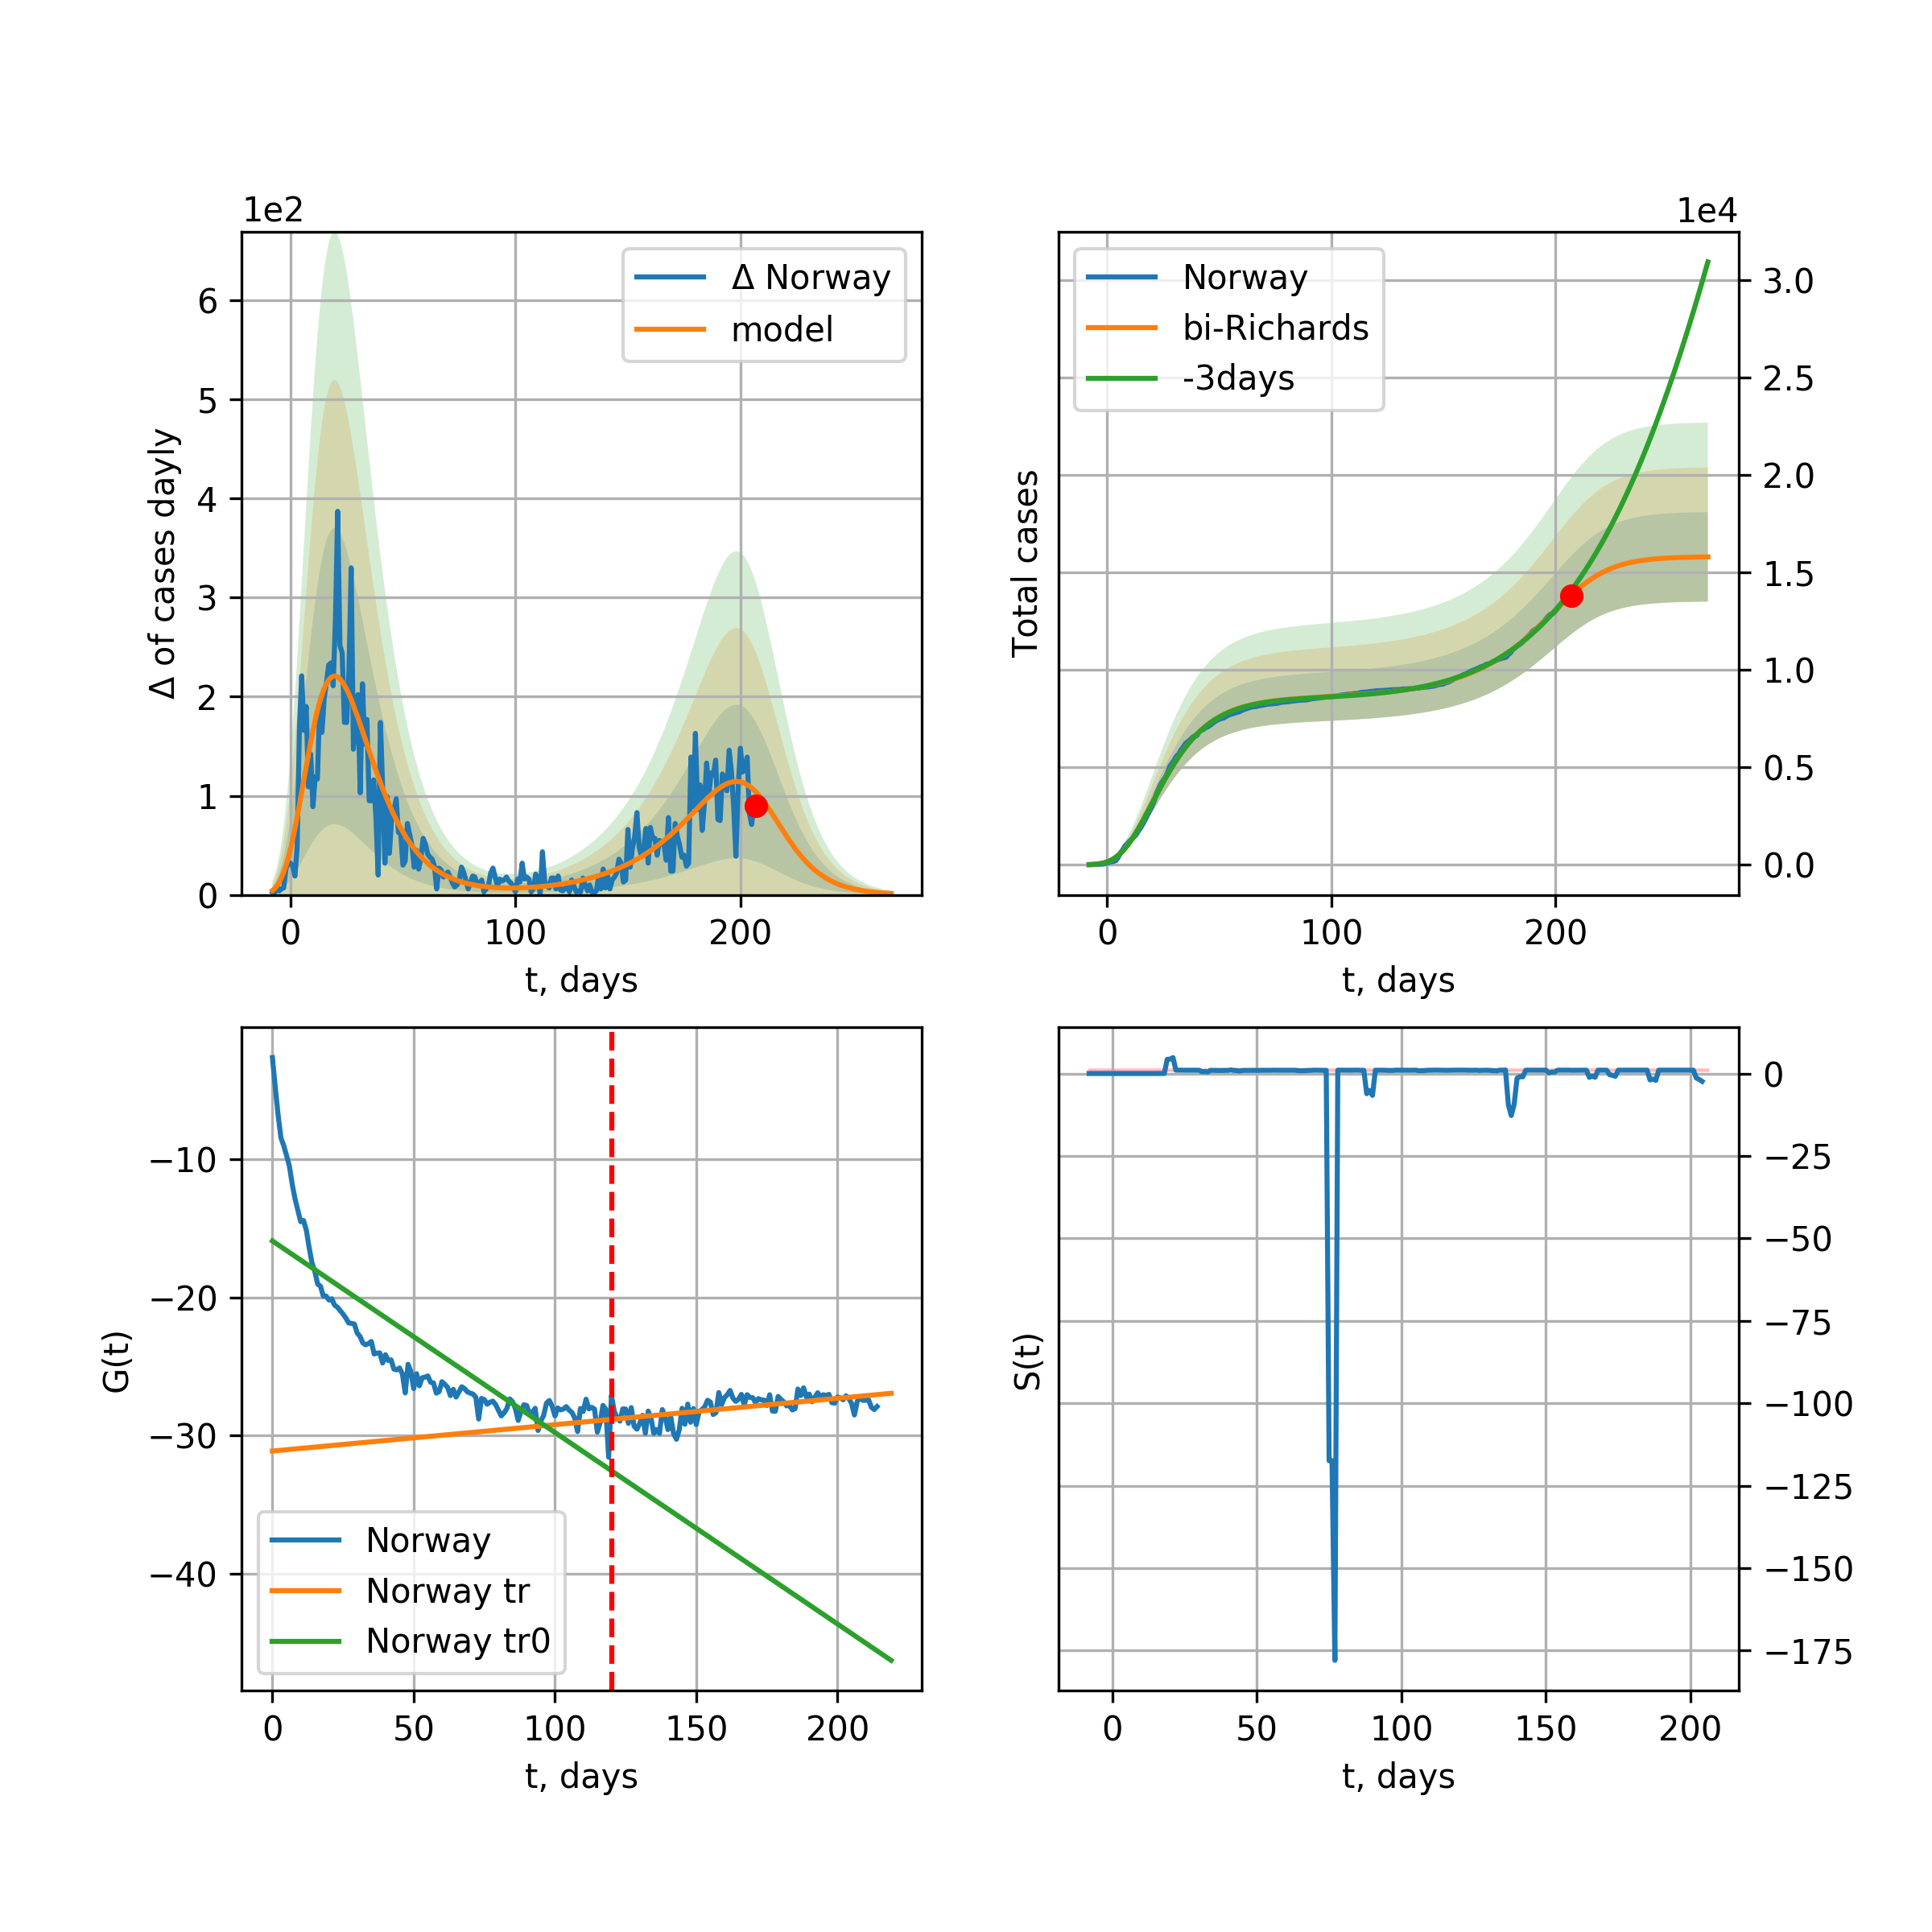 1e2
6
5
4
3
2
1
0
Δ of cases dayly
Δ Norway
model
0 100 200
t, days
1e4
Norway
bi-Richards
-3days
3.0
2.5
2.0
1.5
1.0
0.5
0.0
Total cases
0 100 200
t, days
−10
−20
−30
−40
G(t)
Norway
Norway tr
Norway tr0
0 50 100 150 200
t, days
0
−25
−50
−75
−100
−125
−150
−175
S(t)
0 50 100 150 200
t, days